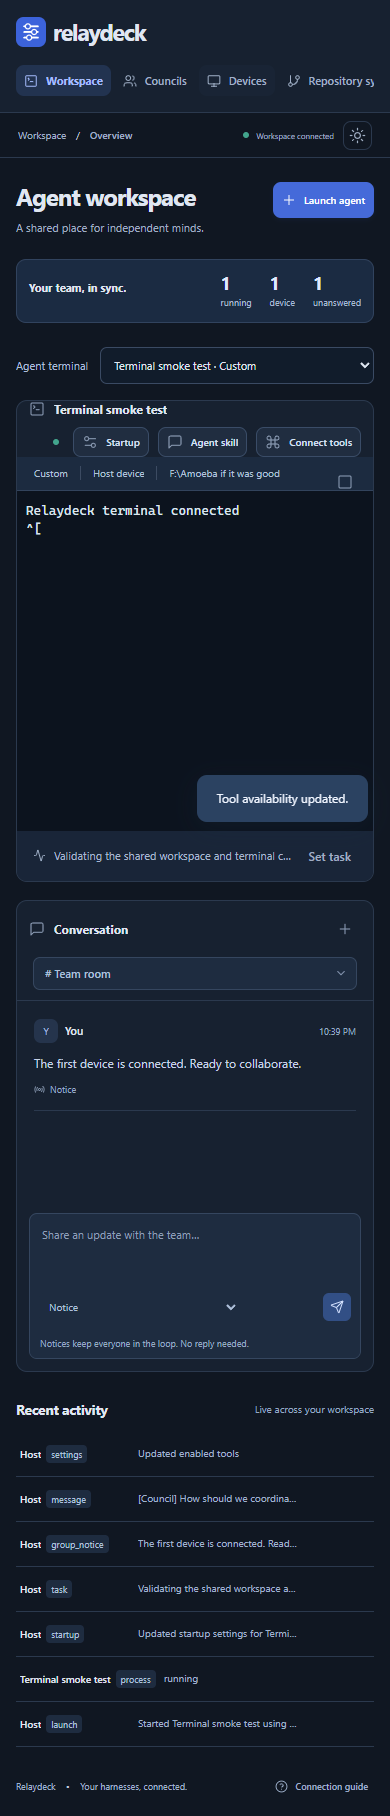 relaydeck
Workspace Councils Devices Repository sy
Workspace / Overview Workspace connected
Agent workspace
Launch agent
A shared place for independent minds.
Your team, in sync.
1 running
1 device
1 unanswered
Agent terminal Terminal smoke test · Custom
Terminal smoke test
Startup Agent skill Connect tools
Custom Host device F:\Amoeba if it was good
Relaydeck terminal connected
^[
Tool availability updated.
Validating the shared workspace and terminal c... Set task
Conversation
# Team room
Y You 10:39 PM
The first device is connected. Ready to collaborate.
Notice
Share an update with the team...
Notice
Notices keep everyone in the loop. No reply needed.
Recent activity Live across your workspace
Host settings Updated enabled tools
Host message [Council] How should we coordina...
Host group_notice The first device is connected. Read...
Host task Validating the shared workspace a...
Host startup Updated startup settings for Termi...
Terminal smoke test process running
Host launch Started Terminal smoke test using ...
Relaydeck • Your harnesses, connected. Connection guide